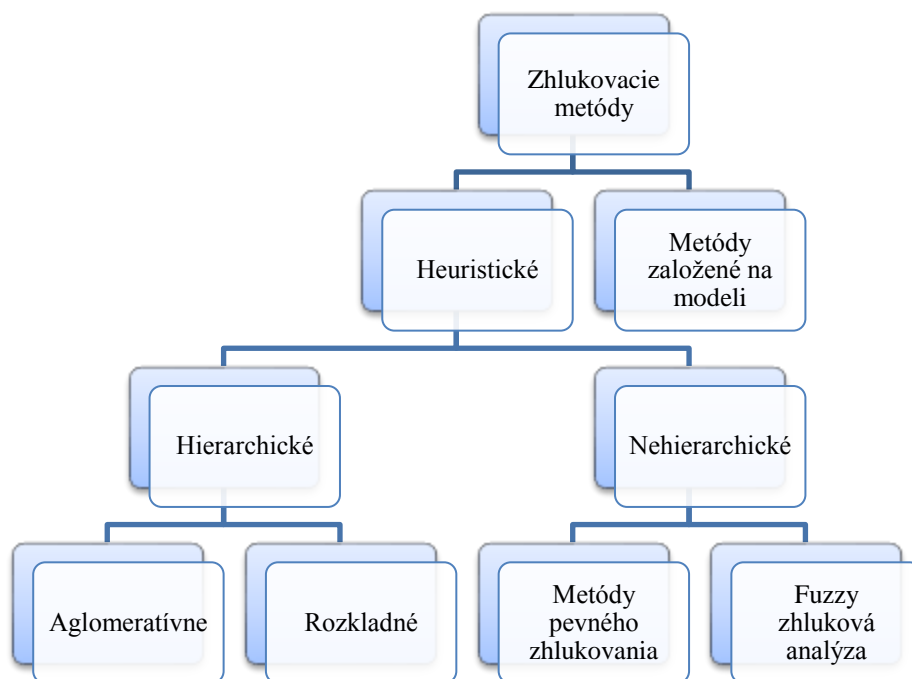 Zhlukovacie
metódy
Heuristické
Metódy
založené na
modeli
Hierarchické
Nehierarchické
Aglomeratívne
Rozkladné
Metódy
pevného
zhlukovania
Fuzzy
zhluková
analýza